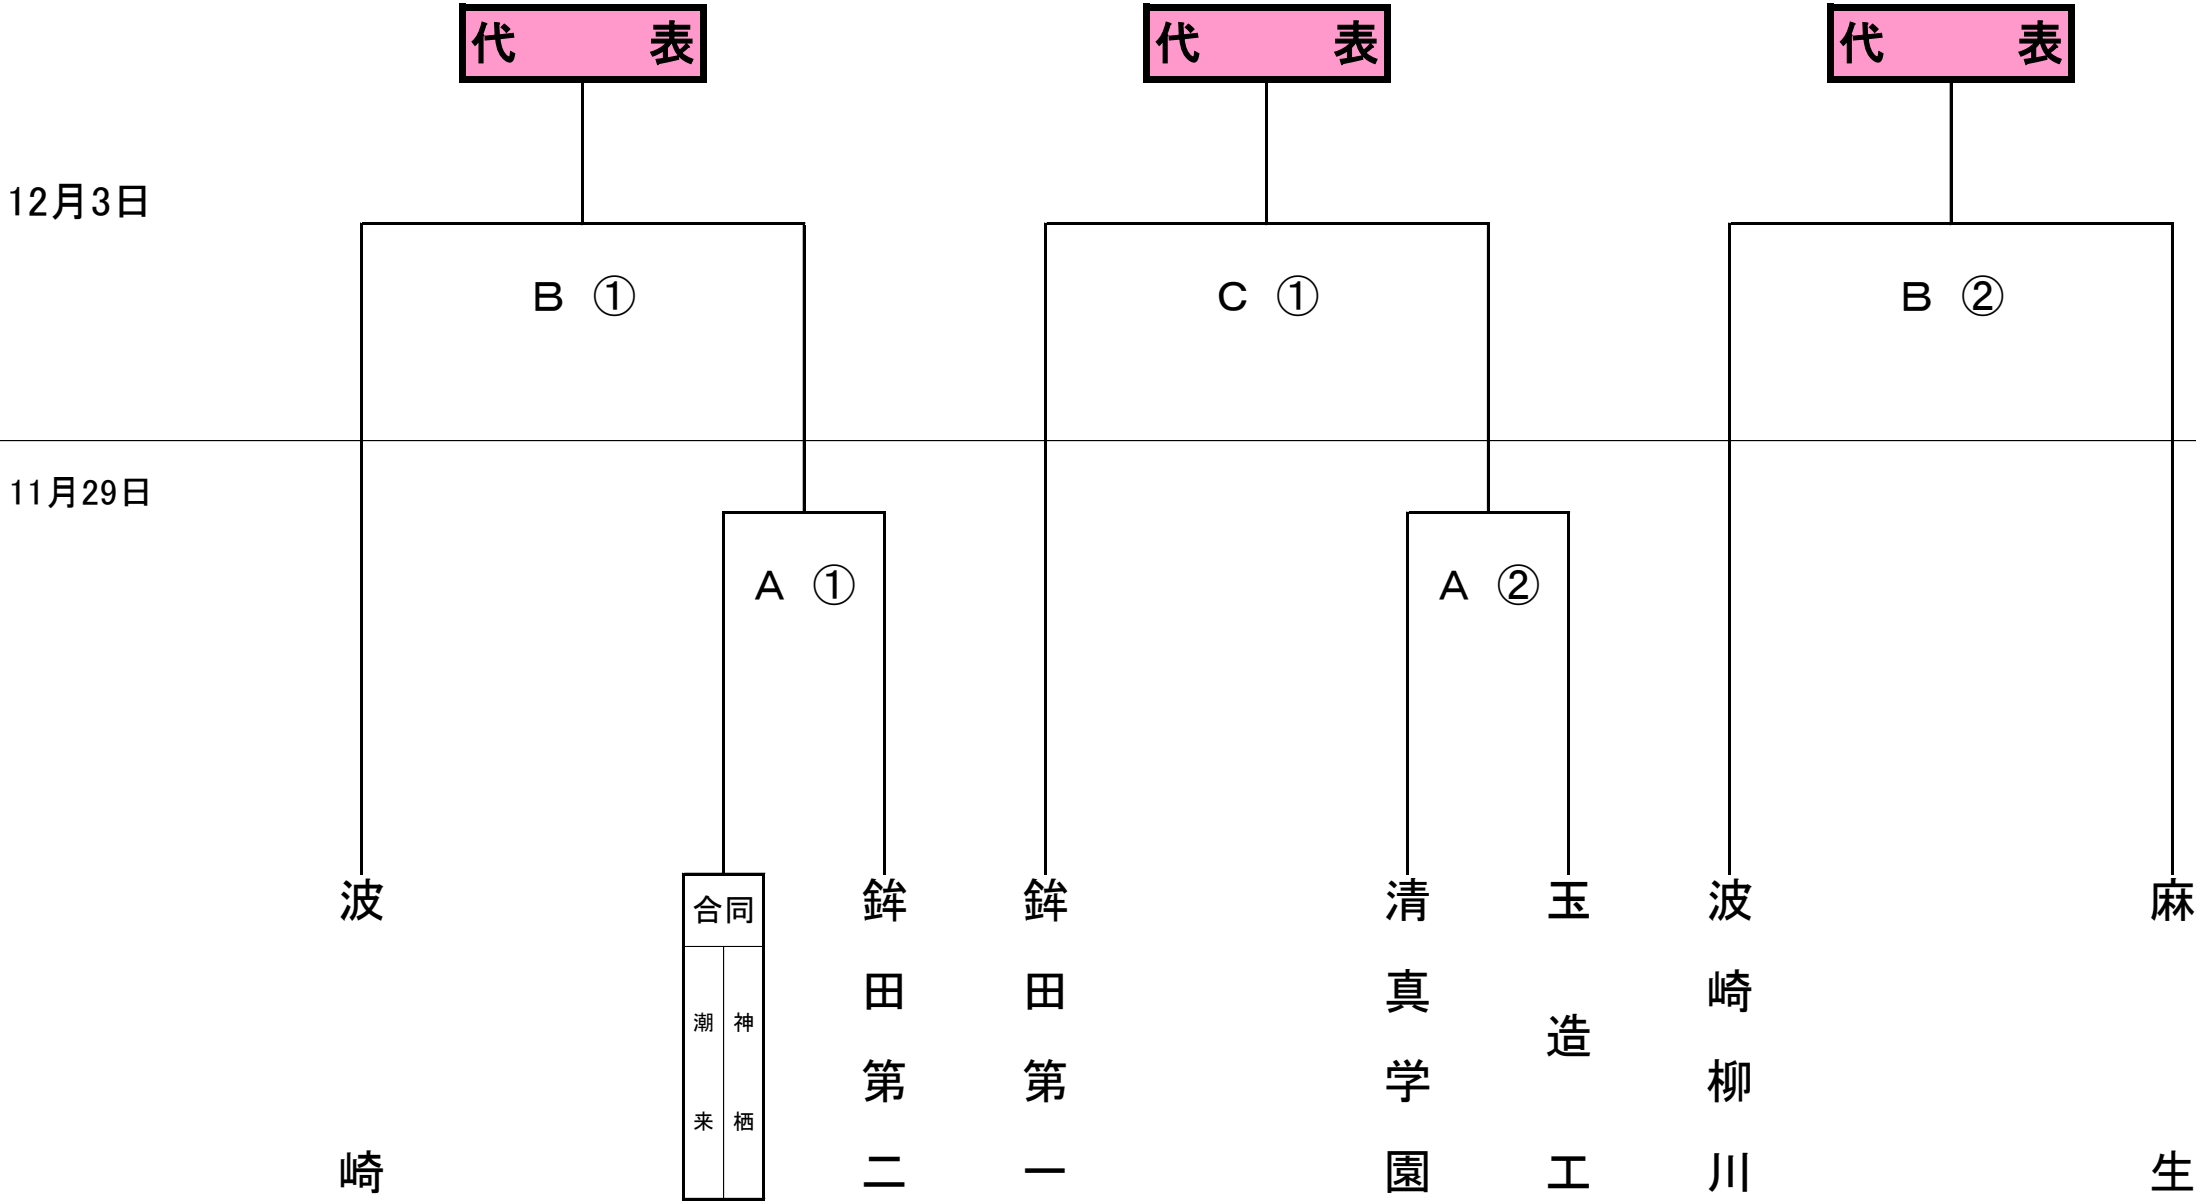 代表
代表
代表
12月3日
B ①
C ①
B ②
11月29日
A ①
A ②
波崎
合同
潮来
神栖
鉾田第二
鉾田第一
清真学園
玉造工
波崎柳川
麻生